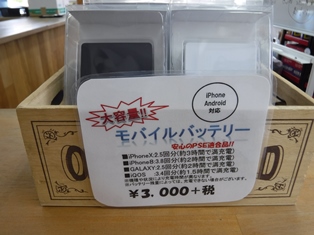 iPhone
Android
対応
大容量!!
モバイルバッテリー
安心のPSE適合品!!
■iPhoneX:2.5回分(約3時間で満充電)
■iPhone8:3.8回分(約2時間で満充電)
■GALAXY:2.5回分(約2時間で満充電)
■iQOS :3.4回分(約1.5時間で満充電)
¥3,000+税